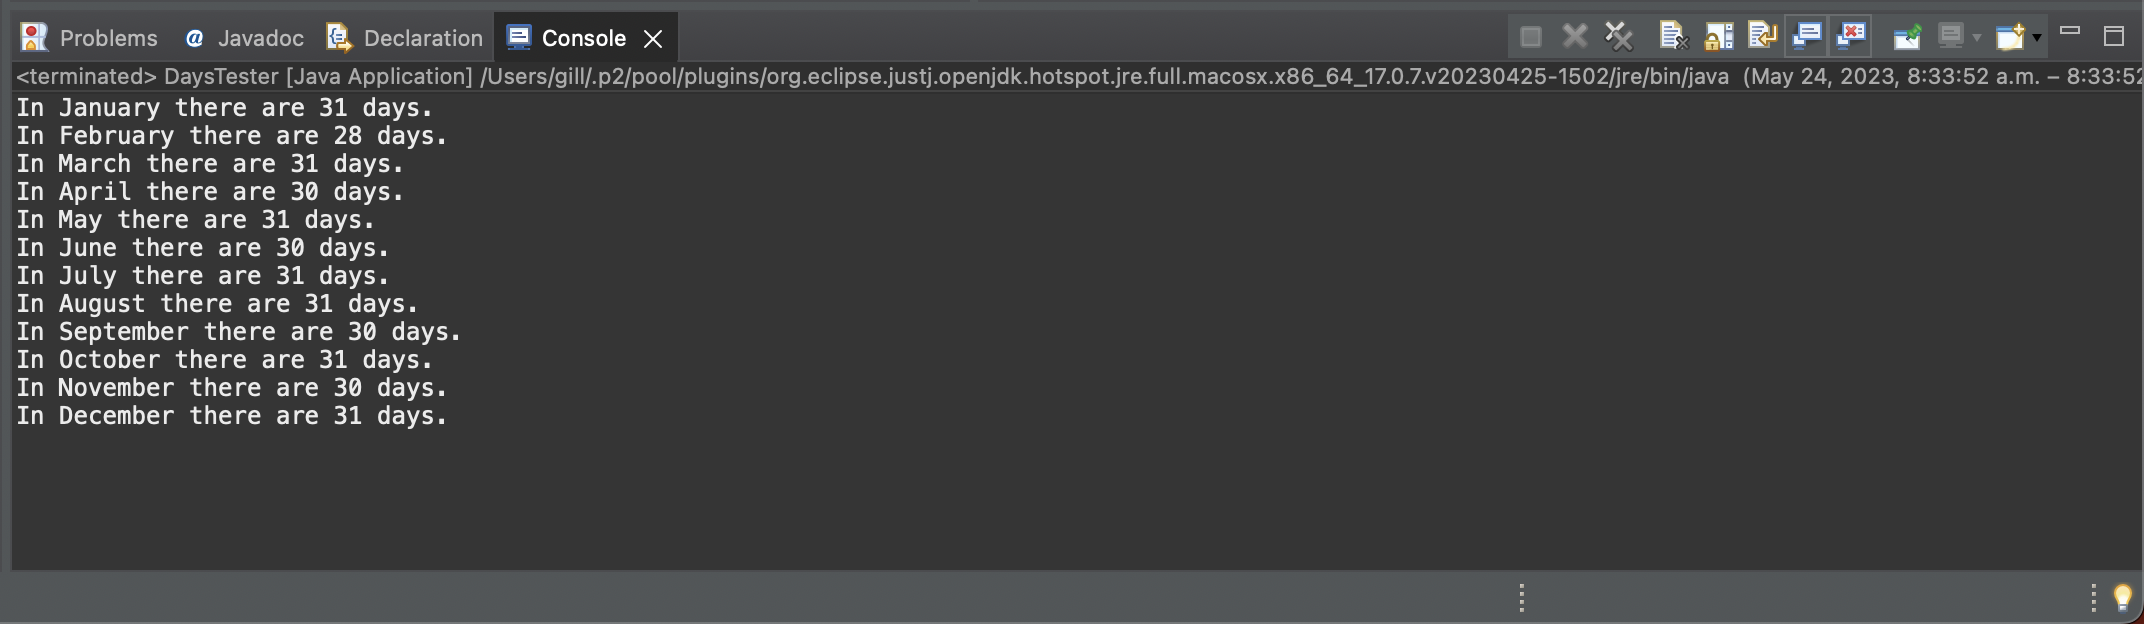 Problems @ Javadoc Declaration Console
<terminated> DaysTester [Java Application] /Users/gill/.p2/pool/plugins/org.eclipse.justj.openjdk.hotspot.jre.full.macosx.x86_64_17.0.7.v20230425-1502/jre/bin/java (May 24, 2023, 8:33:52 a.m. – 8:33:52
In January there are 31 days.
In February there are 28 days.
In March there are 31 days.
In April there are 30 days.
In May there are 31 days.
In June there are 30 days.
In July there are 31 days.
In August there are 31 days.
In September there are 30 days.
In October there are 31 days.
In November there are 30 days.
In December there are 31 days.